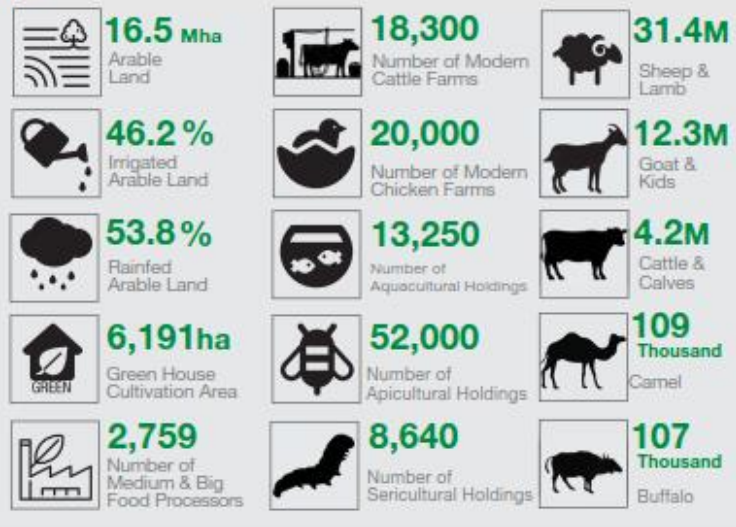 16.5 Mha
Arable
Land
18,300
Number of Modern
Cattle Farms
31.4M
Sheep &
Lamb
46.2 %
Irrigated
Arable Land
20,000
Number of Modern
Chicken Farms
12.3M
Goat &
Kids
53.8 %
Rainfed
Arable Land
13,250
Number of
Aquacultural Holdings
4.2M
Cattle &
Calves
6,191ha
Green House
Cultivation Area
GREEN
52,000
Number of
Apicultural Holdings
109
Thousand
Camel
2,759
Number of
Medium & Big
Food Processors
8,640
Number of
Sericultural Holdings
107
Thousand
Buffalo